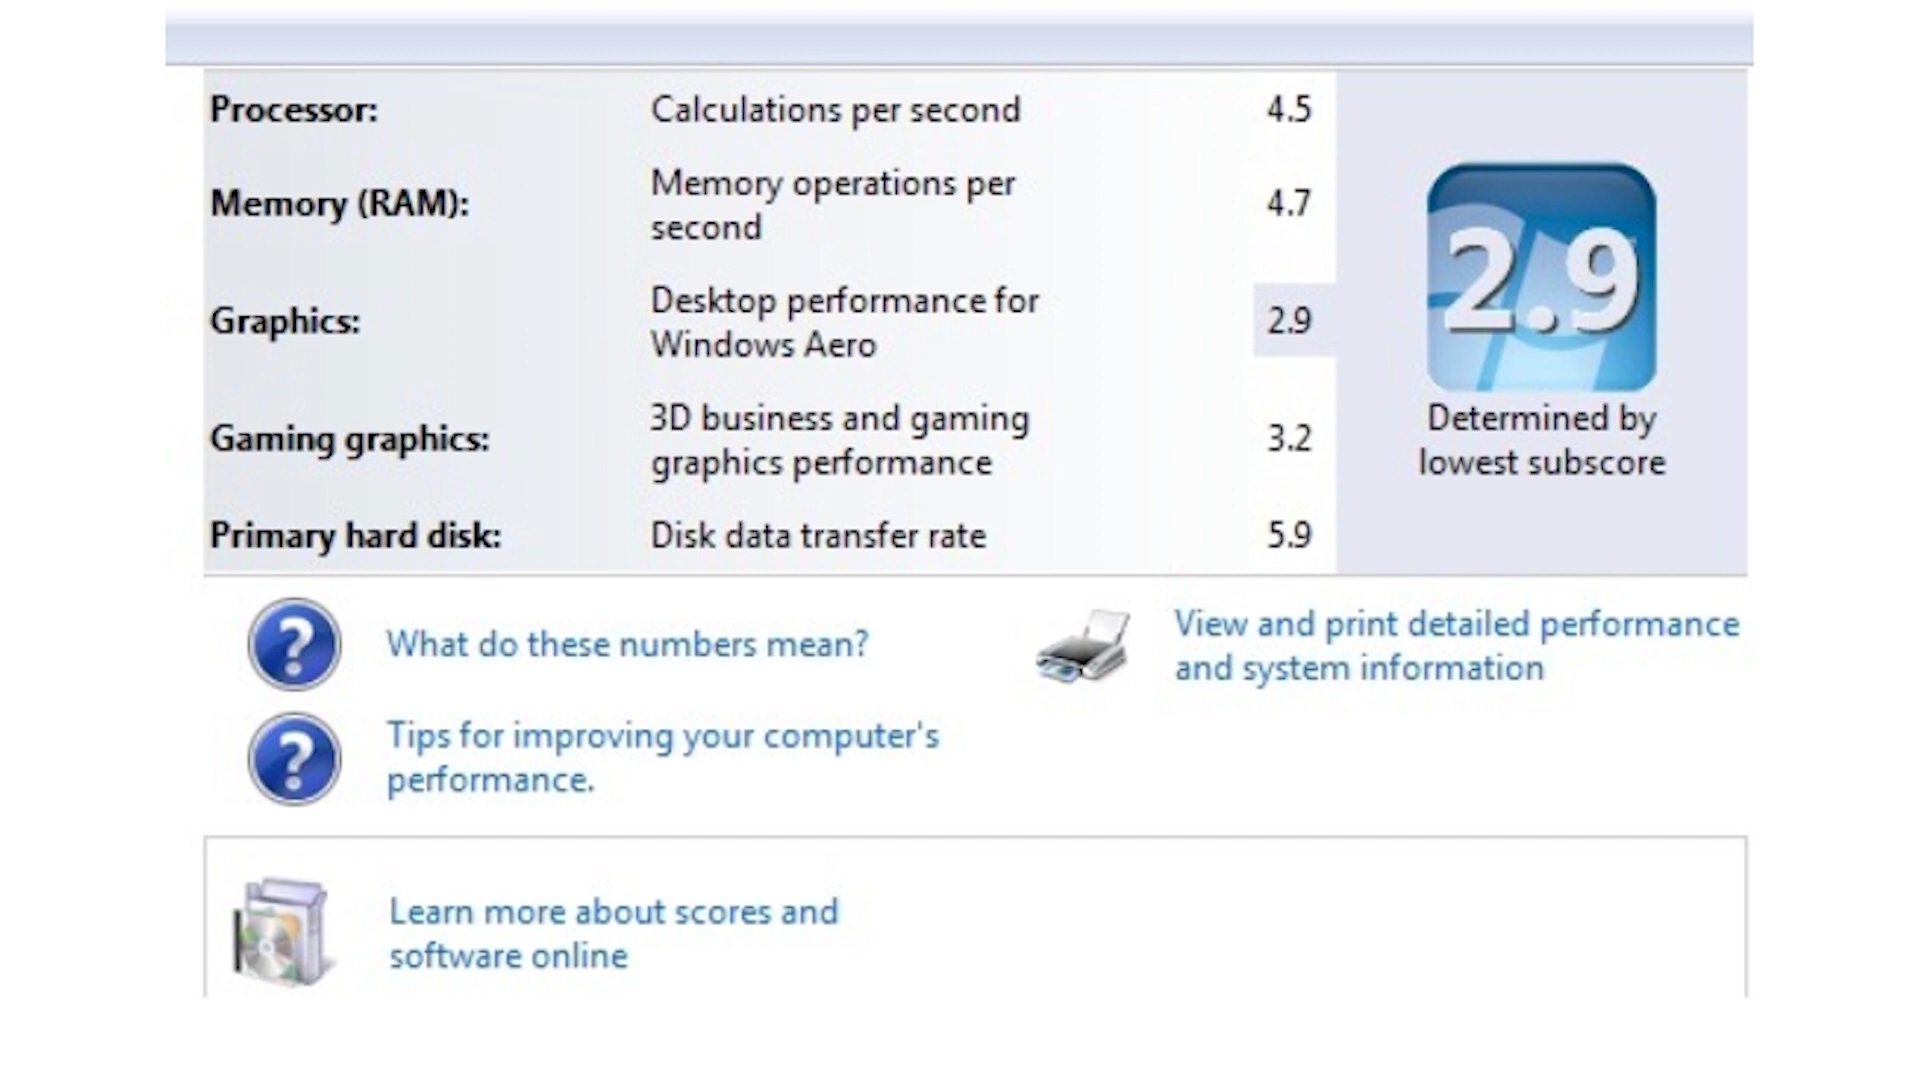 Processor: Calculations per second 4.5
Memory (RAM): Memory operations per
second 4.7
Graphics: Desktop performance for
Windows Aero 2.9
Gaming graphics: 3D business and gaming
graphics performance 3.2
Primary hard disk: Disk data transfer rate 5.9
2.9
Determined by
lowest subscore
What do these numbers mean?
View and print detailed performance
and system information
Tips for improving your computer's
performance.
Learn more about scores and
software online